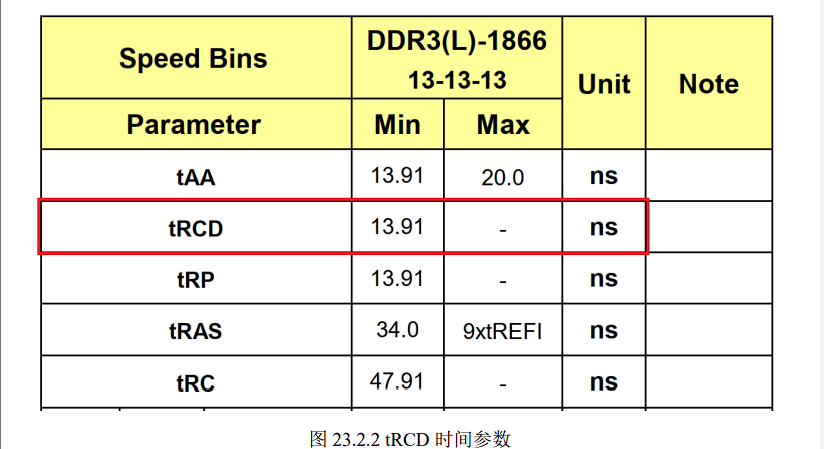 Speed Bins DDR3(L)-1866 13-13-13 Unit Note
Parameter Min Max
tAA 13.91 20.0 ns
tRCD 13.91 - ns
tRP 13.91 - ns
tRAS 34.0 9xtREFI ns
tRC 47.91 - ns
图 23.2.2 tRCD 时间参数